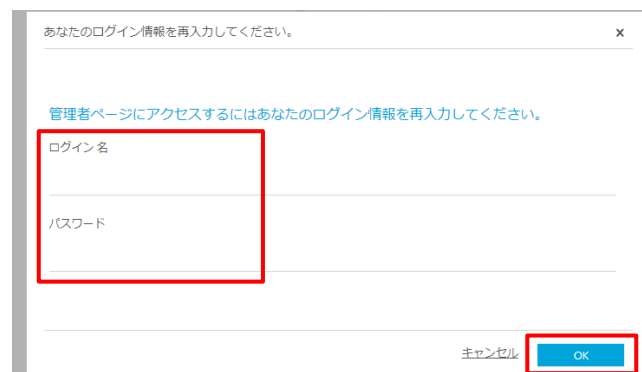 あなたのログイン情報を再入力してください。 x
管理者ページにアクセスするにはあなたのログイン情報を再入力してください。
ログイン名
パスワード
キャンセル OK